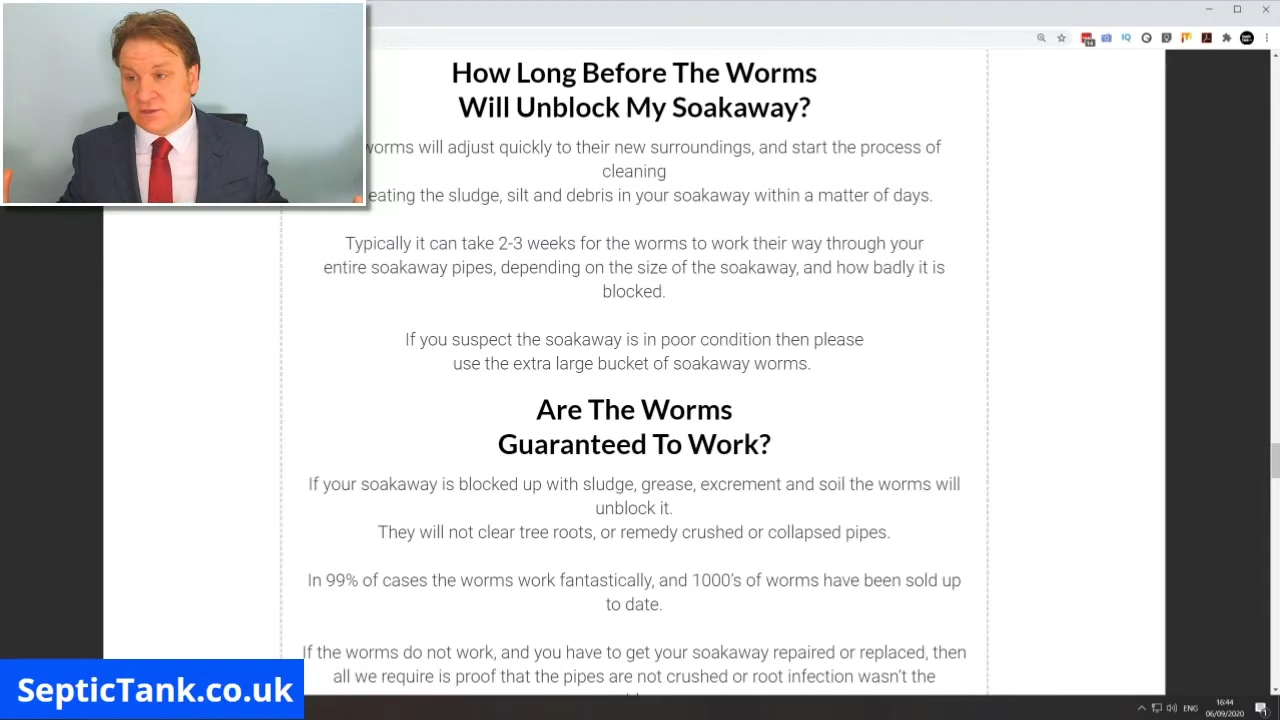 How Long Before The Worms
Will Unblock My Soakaway?
worms will adjust quickly to their new surroundings, and start the process of
cleaning
eating the sludge, silt and debris in your soakaway within a matter of days.
Typically it can take 2-3 weeks for the worms to work their way through your
entire soakaway pipes, depending on the size of the soakaway, and how badly it is
blocked.
If you suspect the soakaway is in poor condition then please
use the extra large bucket of soakaway worms.
Are The Worms
Guaranteed To Work?
If your soakaway is blocked up with sludge, grease, excrement and soil the worms will
unblock it.
They will not clear tree roots, or remedy crushed or collapsed pipes.
In 99% of cases the worms work fantastically, and 1000's of worms have been sold up
to date.
If the worms do not work, and you have to get your soakaway repaired or replaced, then
all we require is proof that the pipes are not crushed or root infection wasn't the
SepticTank.co.uk
ENG
16:44
06/09/2020